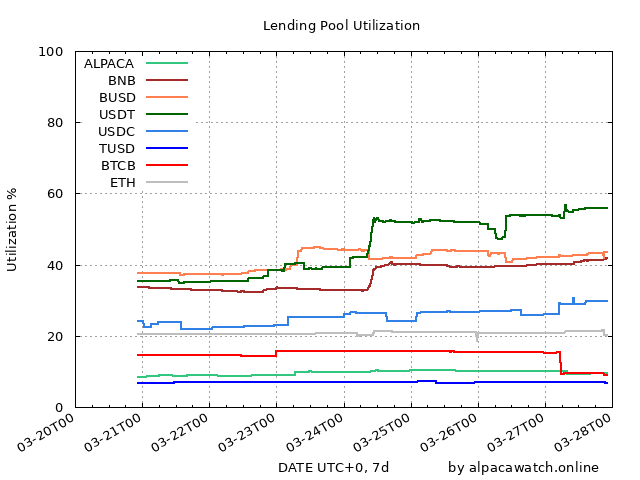 Lending Pool Utilization
100
80
60
40
20
0
Utilization %
ALPACA
BNB
BUSD
USDT
USDC
TUSD
BTCB
ETH
03-20T00
03-21T00
03-22T00
03-23T00
03-24T00
03-25T00
03-26T00
03-27T00
03-28T00
DATE UTC+0, 7d
by alpacawatch.online